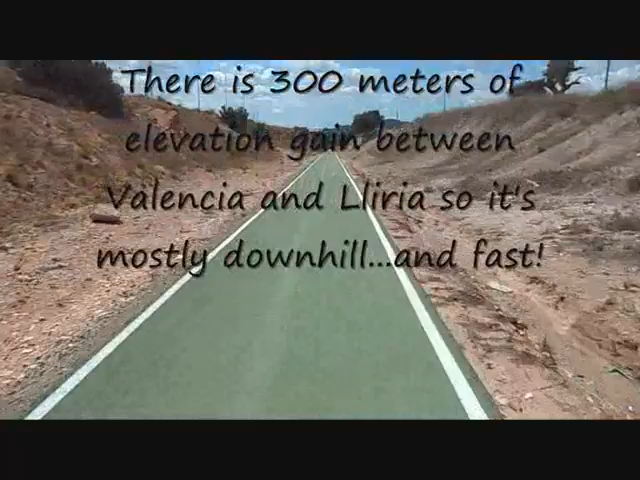 There is 300 meters of
elevation gain between
Valencia and Lliria so it's
mostly downhill...and fast!